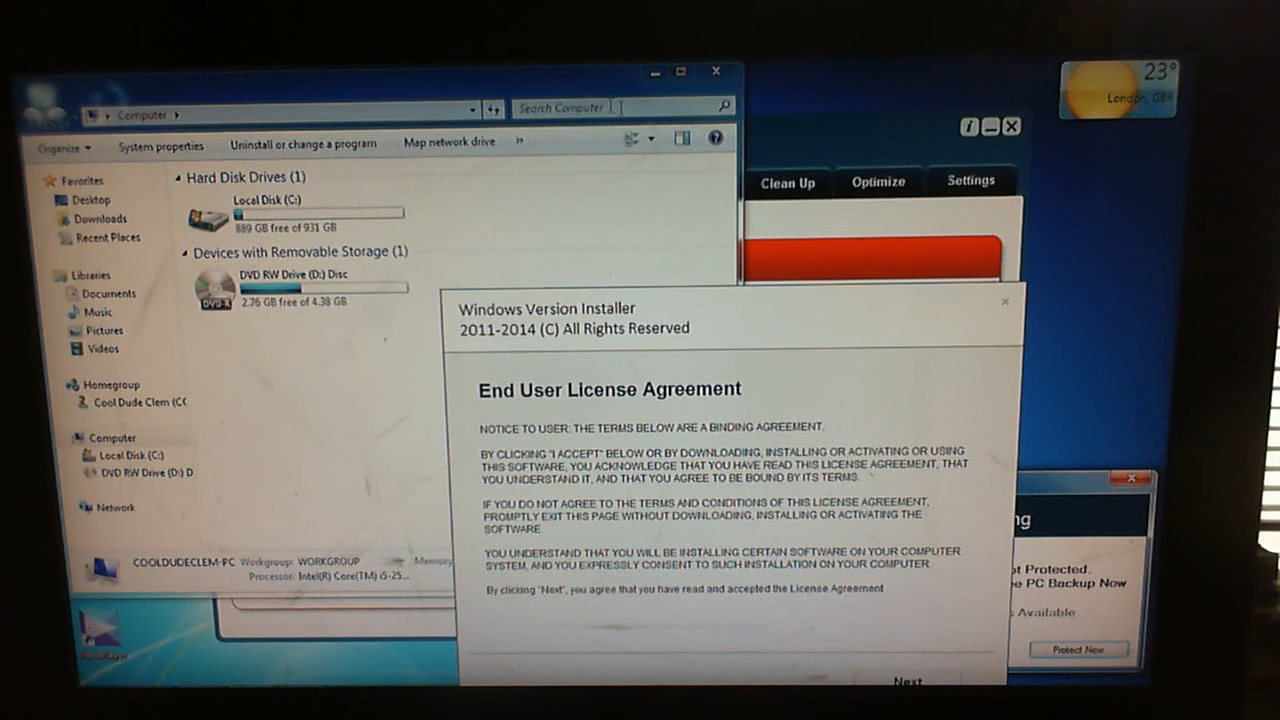 Computer
Search Computer
Organize
System properties
Uninstall or change a program
Map network drive
»
Favorites
Desktop
Downloads
Recent Places
Libraries
Documents
Music
Pictures
Videos
Homegroup
Cool Dude Clem (CC
Computer
Local Disk (C:)
DVD RW Drive (D:) D
Network
Hard Disk Drives (1)
Local Disk (C:)
889 GB free of 931 GB
Devices with Removable Storage (1)
DVD RW Drive (D:) Disc
2.76 GB free of 4.38 GB
COOLDUDECLEM-PC Workgroup: WORKGROUP Memory
Processor: Intel(R) Core(TM) i5-25...
23°
London, GBR
Clean Up
Optimize
Settings
Windows Version Installer
2011-2014 (C) All Rights Reserved
End User License Agreement
NOTICE TO USER: THE TERMS BELOW ARE A BINDING AGREEMENT.
BY CLICKING "I ACCEPT" BELOW OR BY DOWNLOADING, INSTALLING OR ACTIVATING OR USING
THIS SOFTWARE, YOU ACKNOWLEDGE THAT YOU HAVE READ THIS LICENSE AGREEMENT, THAT
YOU UNDERSTAND IT, AND THAT YOU AGREE TO BE BOUND BY ITS TERMS.
IF YOU DO NOT AGREE TO THE TERMS AND CONDITIONS OF THIS LICENSE AGREEMENT,
PROMPTLY EXIT THIS PAGE WITHOUT DOWNLOADING, INSTALLING OR ACTIVATING THE
SOFTWARE.
YOU UNDERSTAND THAT YOU WILL BE INSTALLING CERTAIN SOFTWARE ON YOUR COMPUTER
SYSTEM, AND YOU EXPRESSLY CONSENT TO SUCH INSTALLATION ON YOUR COMPUTER
By clicking "Next", you agree that you have read and accepted the License Agreement
Next
ng
ot Protected.
e PC Backup Now
s Available
Protect Now